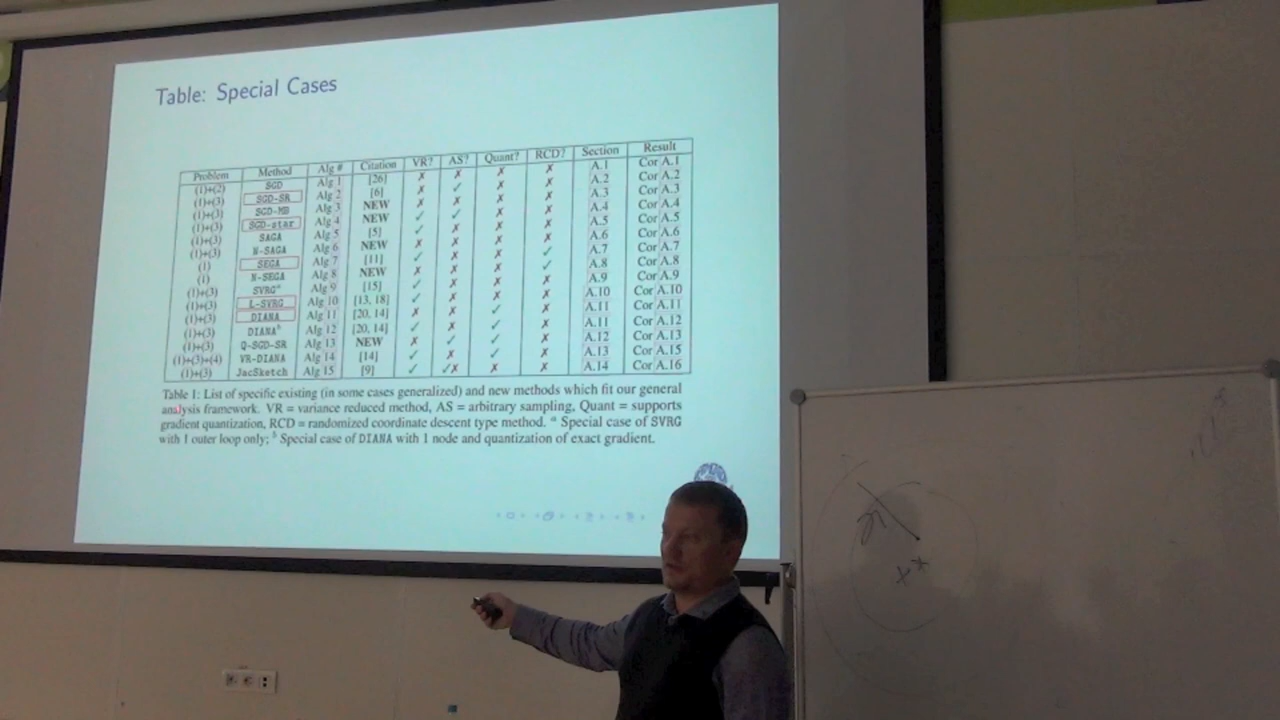 Table: Special Cases
Problem Method Alg # Citation VR? AS? Quant? RCD? Section Result
(1)+(2) SGD Alg 1 [26] ✗ ✗ ✗ ✗ A.1 Cor A.1
(1)+(3) SGD-SR Alg 2 [6] ✗ ✓ ✗ ✗ A.2 Cor A.2
(1)+(3) SGD-MB Alg 3 NEW ✗ ✗ ✗ ✗ A.3 Cor A.3
(1)+(3) SGD-star Alg 4 NEW ✓ ✓ ✗ ✗ A.4 Cor A.4
(1)+(3) SAGA Alg 5 [5] ✓ ✗ ✗ ✗ A.5 Cor A.5
(1)+(3) N-SAGA Alg 6 NEW ✗ ✗ ✗ ✗ A.6 Cor A.6
(1) SEGA Alg 7 [11] ✓ ✗ ✗ ✓ A.7 Cor A.7
(1) N-SEGA Alg 8 NEW ✗ ✗ ✗ ✓ A.8 Cor A.8
(1)+(3) SVRGᵃ Alg 9 [15] ✓ ✗ ✗ ✗ A.9 Cor A.9
(1)+(3) L-SVRG Alg 10 [13, 18] ✓ ✗ ✗ ✗ A.10 Cor A.10
(1)+(3) DIANA Alg 11 [20, 14] ✗ ✗ ✓ ✗ A.11 Cor A.11
(1)+(3) DIANAᵇ Alg 12 [20, 14] ✓ ✗ ✓ ✗ A.11 Cor A.12
(1)+(3) Q-SGD-SR Alg 13 NEW ✗ ✓ ✓ ✗ A.12 Cor A.13
(1)+(3)+(4) VR-DIANA Alg 14 [14] ✓ ✗ ✓ ✗ A.13 Cor A.15
(1)+(3) JacSketch Alg 15 [9] ✓ ✓✗ ✗ ✗ A.14 Cor A.16
Table 1: List of specific existing (in some cases generalized) and new methods which fit our general
analysis framework. VR = variance reduced method, AS = arbitrary sampling, Quant = supports
gradient quantization, RCD = randomized coordinate descent type method. ᵃ Special case of SVRG
with 1 outer loop only; ᵇ Special case of DIANA with 1 node and quantization of exact gradient.
x*